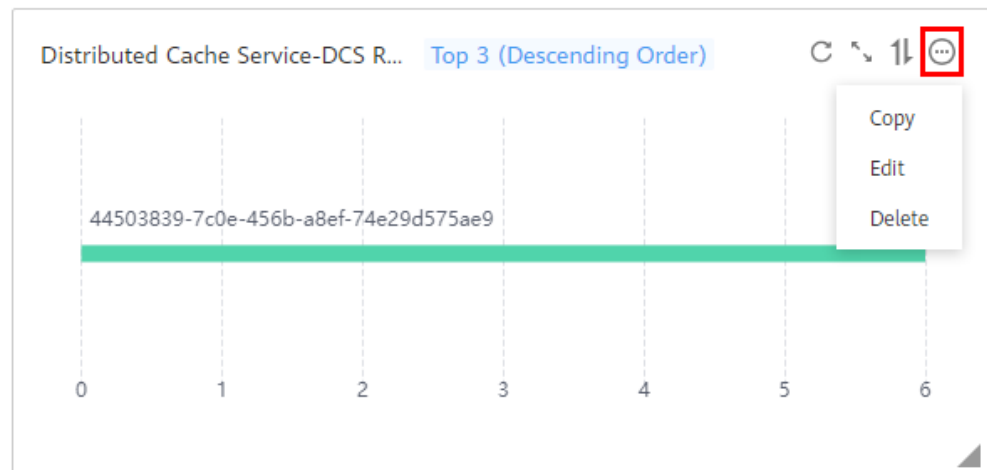 Distributed Cache Service-DCS R... Top 3 (Descending Order)
Copy
Edit
Delete
44503839-7c0e-456b-a8ef-74e29d575ae9
0 1 2 3 4 5 6